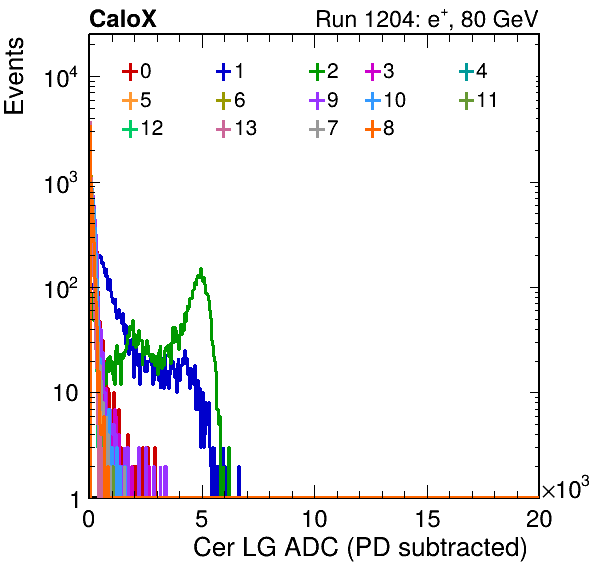 CaloX Run 1204: e⁺, 80 GeV
Events
10⁴
10³
10²
10
1
0 1 2 3 4
5 6 9 10 11
12 13 7 8
0 5 10 15 20
×10³
Cer LG ADC (PD subtracted)